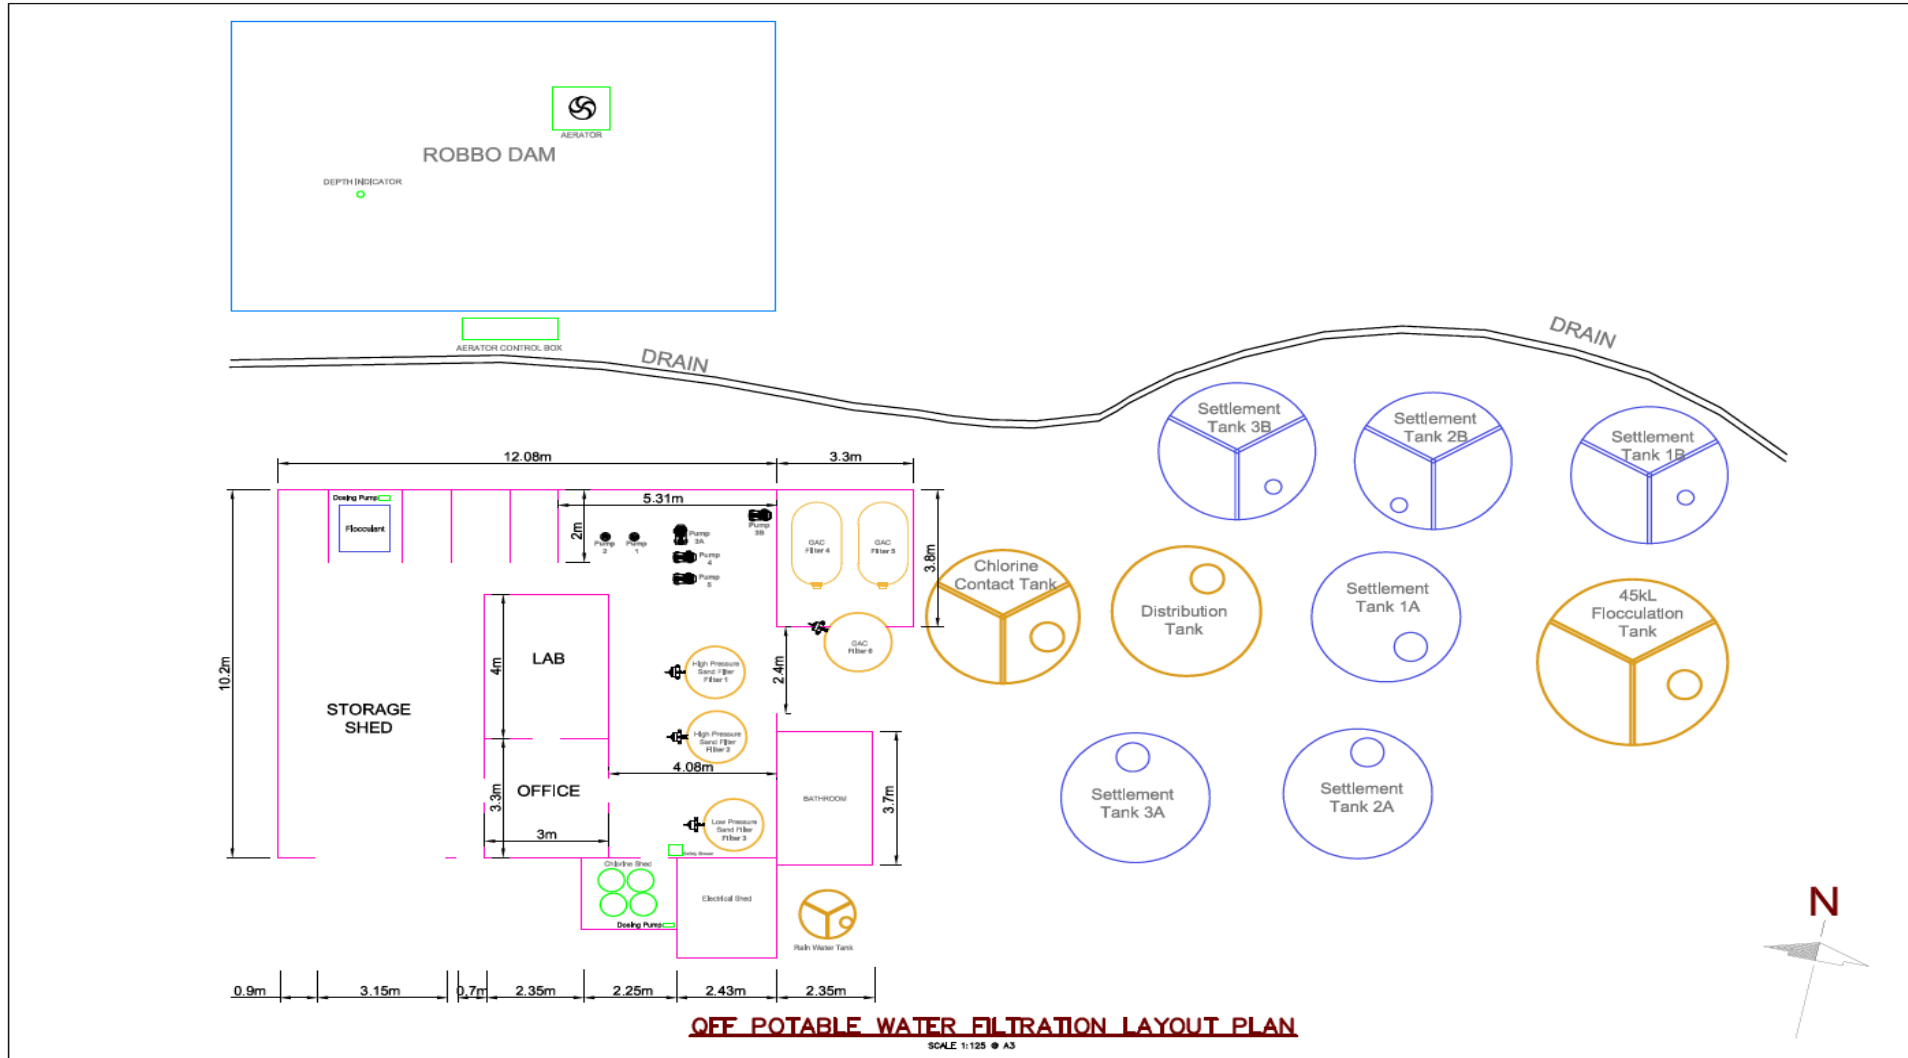 AERATOR
ROBBO DAM
DEPTH INDICATOR
AERATOR CONTROL BOX
DRAIN
DRAIN
Settlement
Tank 3B
Settlement
Tank 2B
Settlement
Tank 1B
12.08m
3.3m
Dosing Pump
Flocculant
5.31m
2m
Pump
2
Pump
1
Pump
3A
Pump
4
Pump
5
Pump
3B
GAC
Filter 4
GAC
Filter 5
3.8m
Chlorine
Contact Tank
Distribution
Tank
Settlement
Tank 1A
45kL
Flocculation
Tank
10.2m
4m
LAB
High Pressure
Sand Filter
Filter 1
GAC
Filter 6
2.4m
STORAGE
SHED
High Pressure
Sand Filter
Filter 2
4.08m
3.3m
OFFICE
3m
Low Pressure
Sand Filter
Filter 3
BATHROOM
3.7m
Settlement
Tank 3A
Settlement
Tank 2A
Safety Shower
Chlorine Shed
Dosing Pump
Electrical Shed
Rain Water Tank
N
0.9m
3.15m
0.7m
2.35m
2.25m
2.43m
2.35m
QFF POTABLE WATER FILTRATION LAYOUT PLAN
SCALE 1:125 @ A3